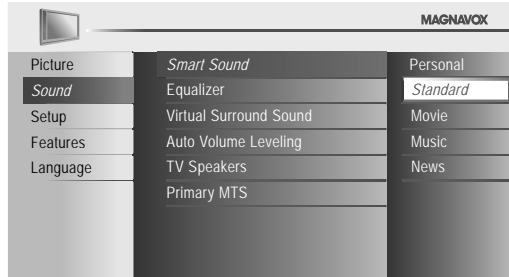 MAGNAVOX
Picture
Sound
Setup
Features
Language
Smart Sound
Equalizer
Virtual Surround Sound
Auto Volume Leveling
TV Speakers
Primary MTS
Personal
Standard
Movie
Music
News